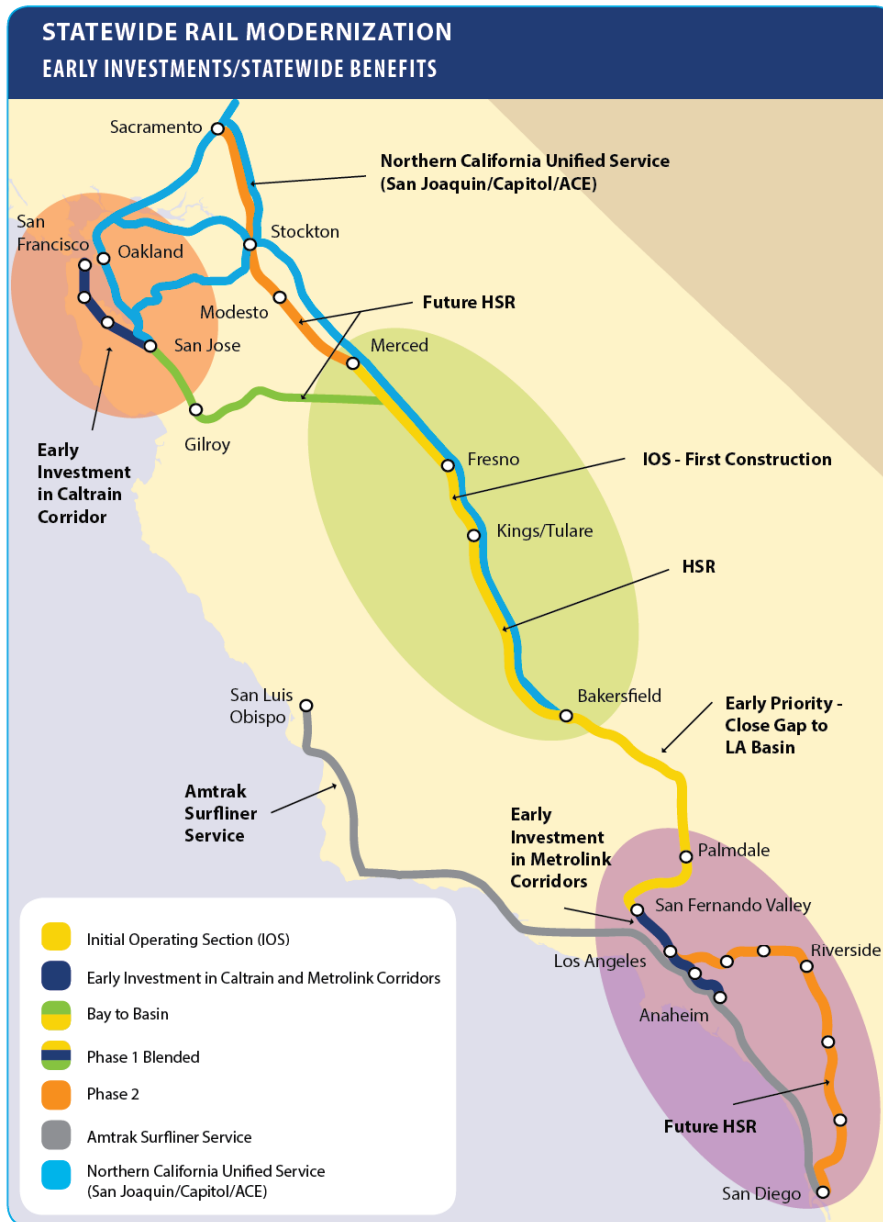 STATEWIDE RAIL MODERNIZATION
EARLY INVESTMENTS/STATEWIDE BENEFITS
Sacramento
Northern California Unified Service
(San Joaquin/Capitol/ACE)
San
Francisco
Oakland
Stockton
Modesto
Future HSR
San Jose
Merced
Gilroy
Early
Investment
in Caltrain
Corridor
Fresno
IOS - First Construction
Kings/Tulare
HSR
San Luis
Obispo
Bakersfield
Early Priority -
Close Gap to
LA Basin
Amtrak
Surfliner
Service
Early
Investment
in Metrolink
Corridors
Palmdale
San Fernando Valley
Los Angeles
Riverside
Anaheim
Future HSR
San Diego
Initial Operating Section (IOS)
Early Investment in Caltrain and Metrolink Corridors
Bay to Basin
Phase 1 Blended
Phase 2
Amtrak Surfliner Service
Northern California Unified Service
(San Joaquin/Capitol/ACE)